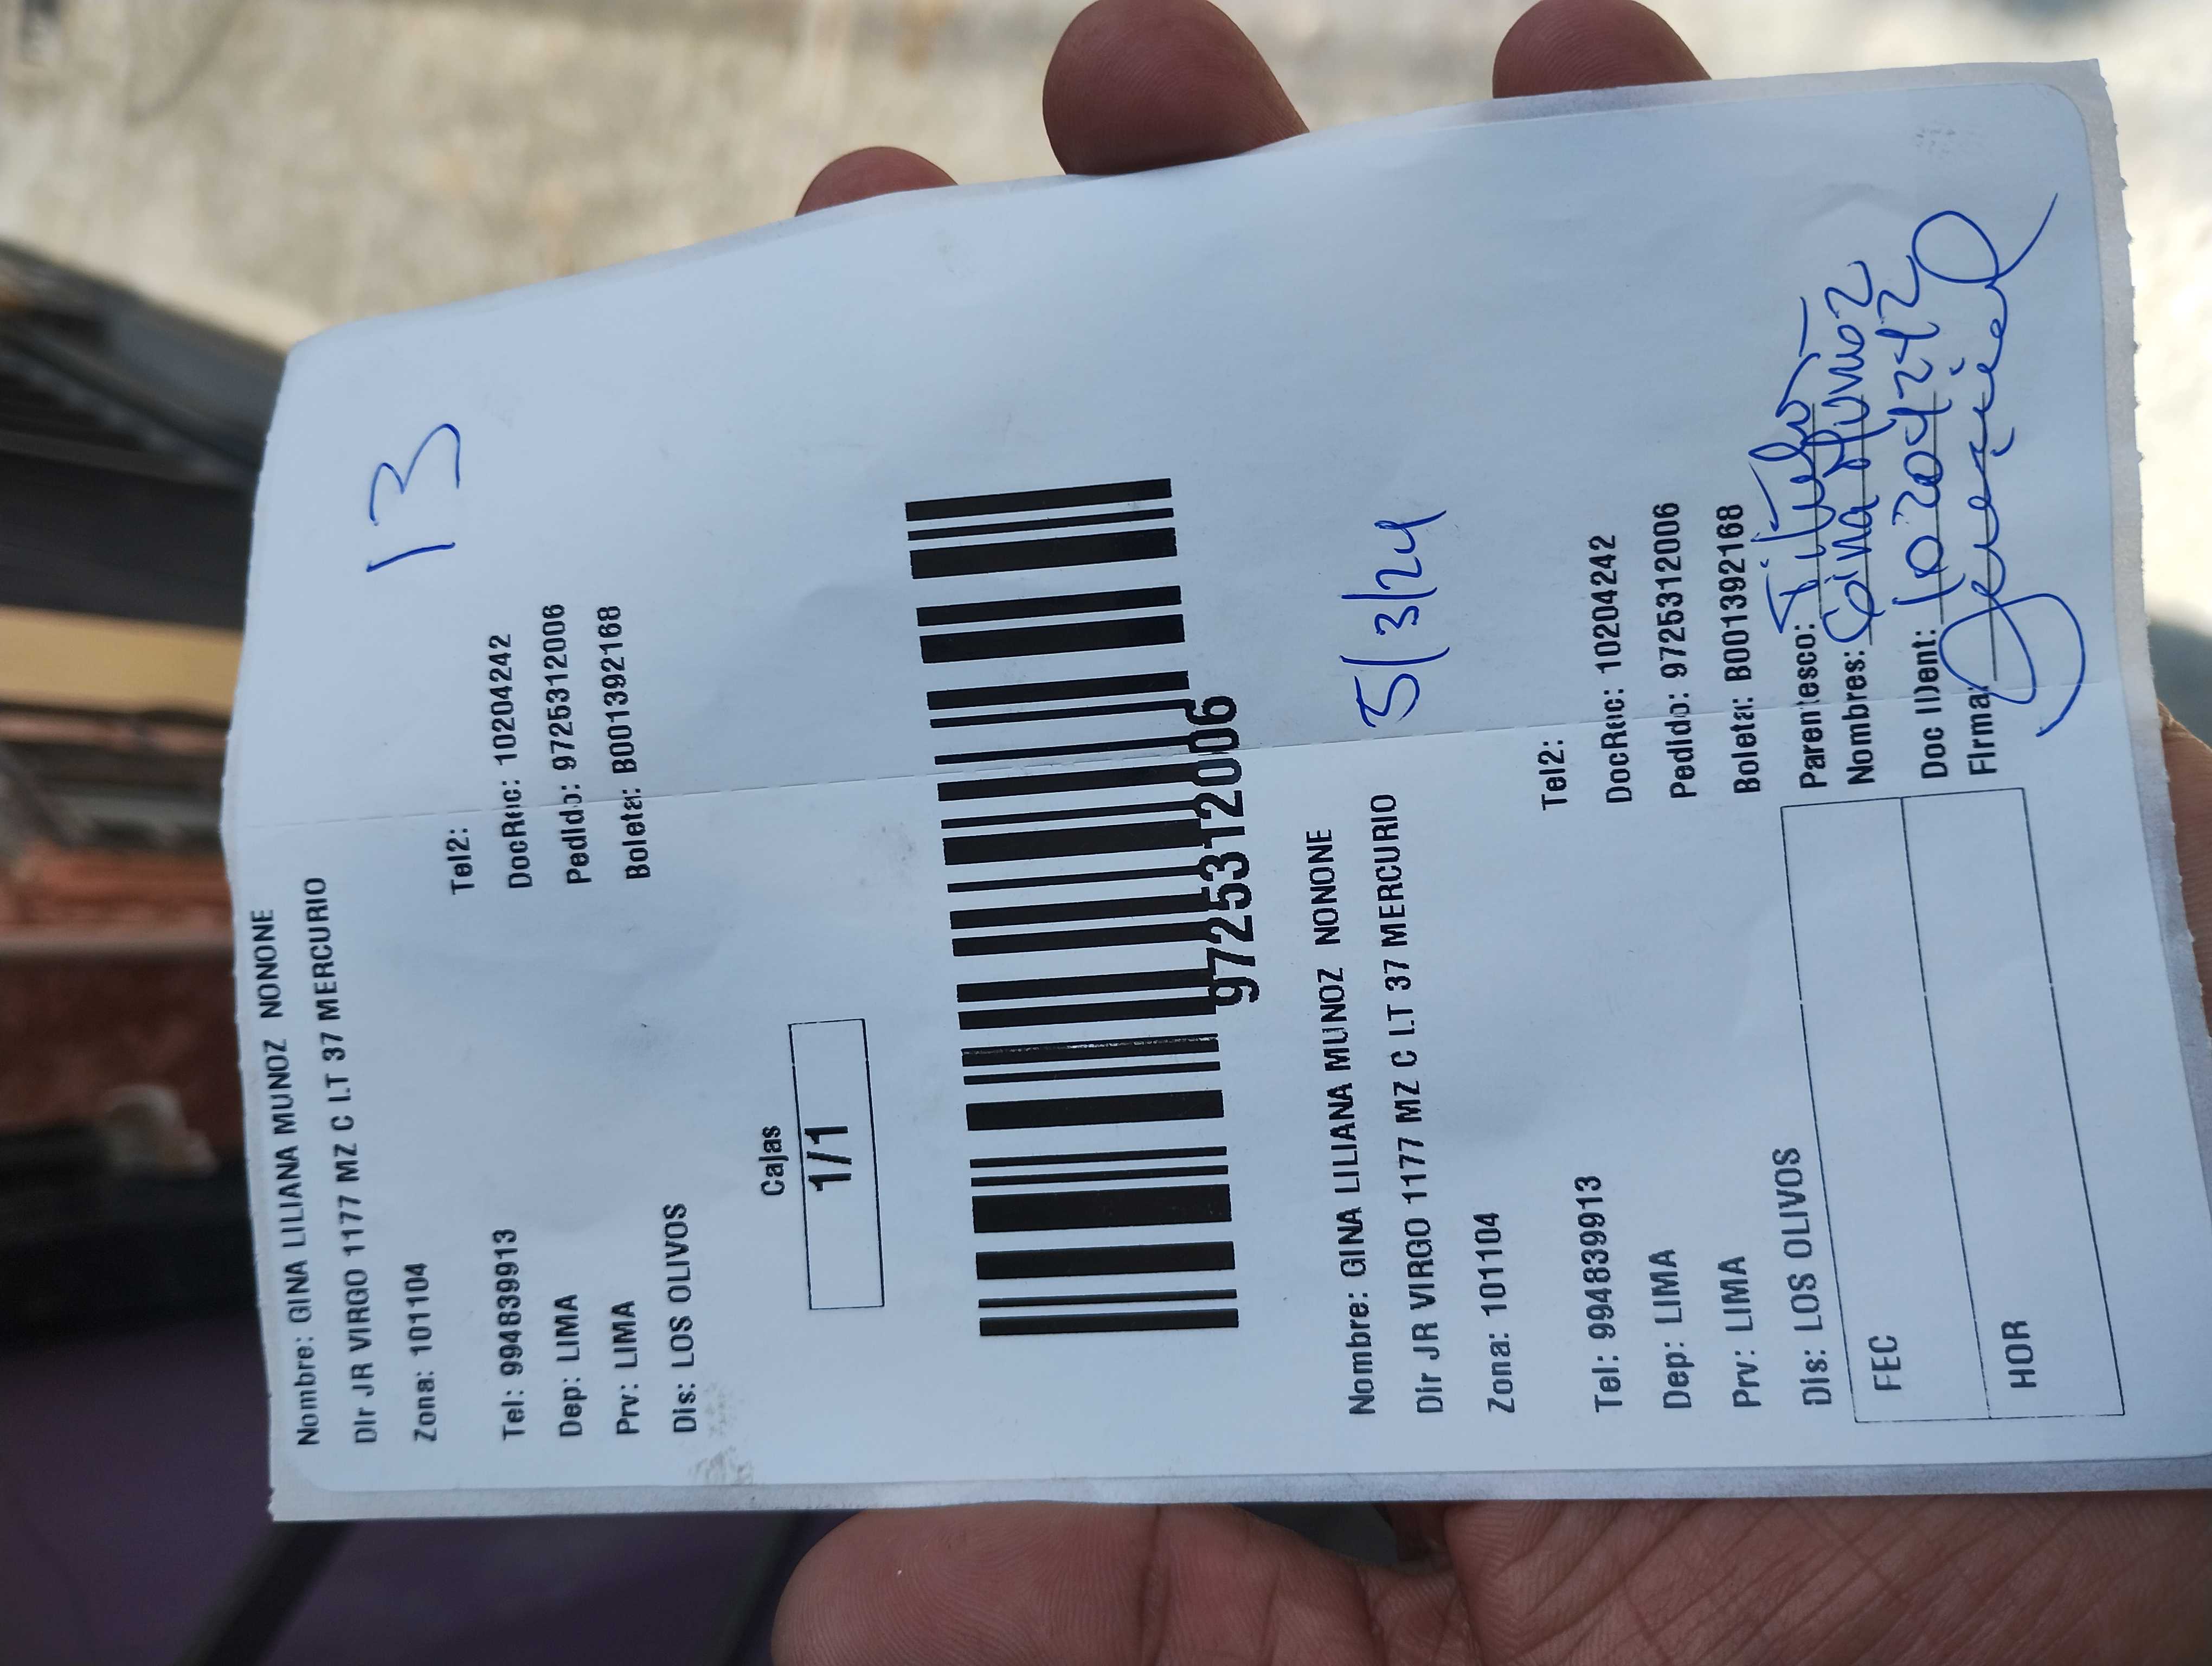 Nombre: GINA LILIANA MUNOZ NONONE
Dir JR VIRGO 1177 MZ C LT 37 MERCURIO
13
Zona: 101104
Tel2:
Tel: 994839913
DocRec: 10204242
Dep: LIMA
Pedido: 9725312006
Prv: LIMA
Boleta: B001392168
Dis: LOS OLIVOS
Cajas
1/1
9725312006
Nombre: GINA LILIANA MUNOZ NONONE
5/3/24
Dir JR VIRGO 1177 MZ C LT 37 MERCURIO
Zona: 101104
Tel2:
Tel: 994839913
DocRec: 10204242
Dep: LIMA
Pedido: 9725312006
Prv: LIMA
Boleta: B001392168
Dis: LOS OLIVOS
Parentesco: Titular
FEC
Nombres: Gina Munoz
Doc IDent: 10204242
HOR
Firma: